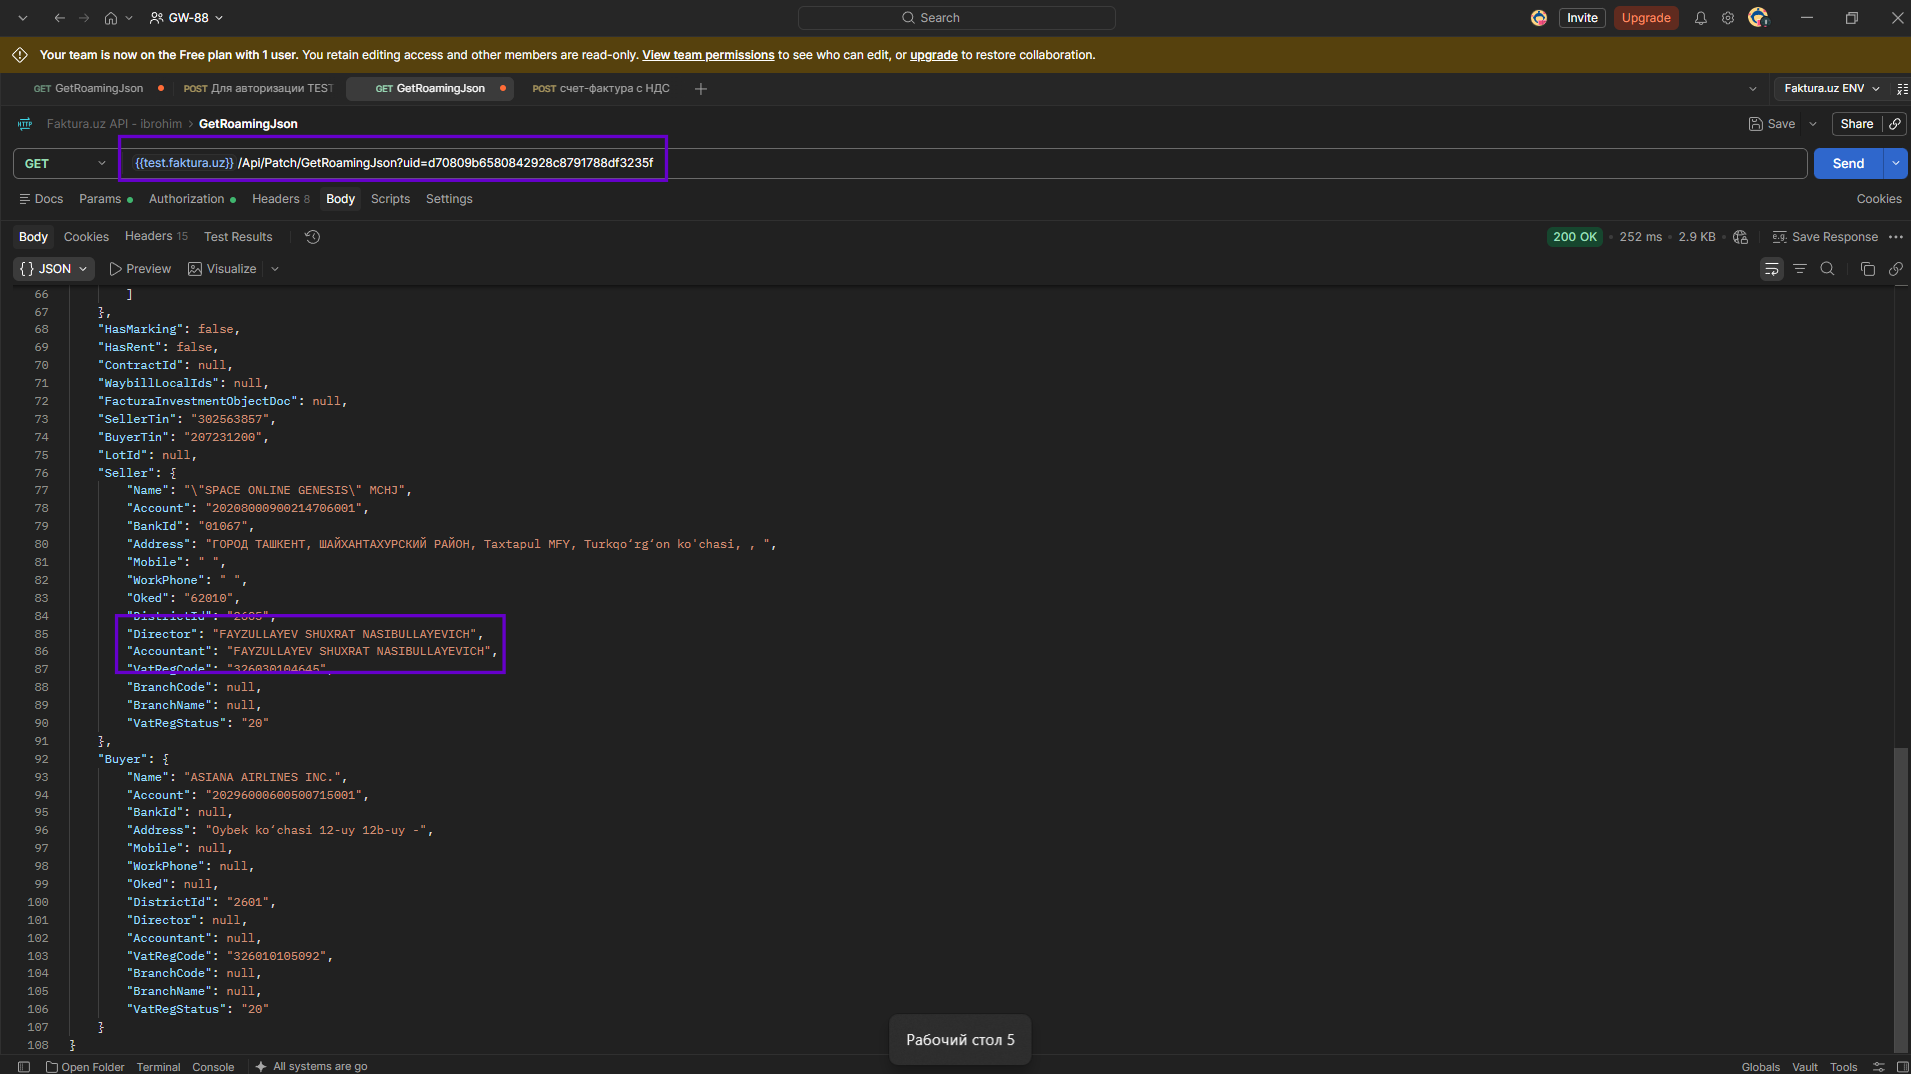 GW-88
Search
Invite
Upgrade
Your team is now on the Free plan with 1 user. You retain editing access and other members are read-only. View team permissions to see who can edit, or upgrade to restore collaboration.
GET GetRoamingJson
POST Для авторизации TEST
GET GetRoamingJson
POST счет-фактура с НДС
Faktura.uz ENV
HTTP
Faktura.uz API - ibrohim > GetRoamingJson
Save
Share
GET
{{test.faktura.uz}} /Api/Patch/GetRoamingJson?uid=d70809b6580842928c8791788df3235f
Send
Docs Params Authorization Headers 8 Body Scripts Settings
Cookies
Body Cookies Headers 15 Test Results
200 OK • 252 ms • 2.9 KB
e.g. Save Response
{} JSON
Preview
Visualize
66 ]
67 },
68 "HasMarking": false,
69 "HasRent": false,
70 "ContractId": null,
71 "WaybillLocalIds": null,
72 "FacturaInvestmentObjectDoc": null,
73 "SellerTin": "302563857",
74 "BuyerTin": "207231200",
75 "LotId": null,
76 "Seller": {
77 "Name": "\"SPACE ONLINE GENESIS\" MCHJ",
78 "Account": "20208000900214706001",
79 "BankId": "01067",
80 "Address": "ГОРОД ТАШКЕНТ, ШАЙХАНТАХУРСКИЙ РАЙОН, Taxtapul MFY, Turkqo‘rg‘on ko'chasi, , ",
81 "Mobile": " ",
82 "WorkPhone": " ",
83 "Oked": "62010",
84 "DistrictId": "2605",
85 "Director": "FAYZULLAYEV SHUXRAT NASIBULLAYEVICH",
86 "Accountant": "FAYZULLAYEV SHUXRAT NASIBULLAYEVICH",
87 "VatRegCode": "326030104645",
88 "BranchCode": null,
89 "BranchName": null,
90 "VatRegStatus": "20"
91 },
92 "Buyer": {
93 "Name": "ASIANA AIRLINES INC.",
94 "Account": "20296000600500715001",
95 "BankId": null,
96 "Address": "Oybek ko‘chasi 12-uy 12b-uy -",
97 "Mobile": null,
98 "WorkPhone": null,
99 "Oked": null,
100 "DistrictId": "2601",
101 "Director": null,
102 "Accountant": null,
103 "VatRegCode": "326010105092",
104 "BranchCode": null,
105 "BranchName": null,
106 "VatRegStatus": "20"
107 }
108 }
Рабочий стол 5
Open Folder Terminal Console All systems are go
Globals Vault Tools